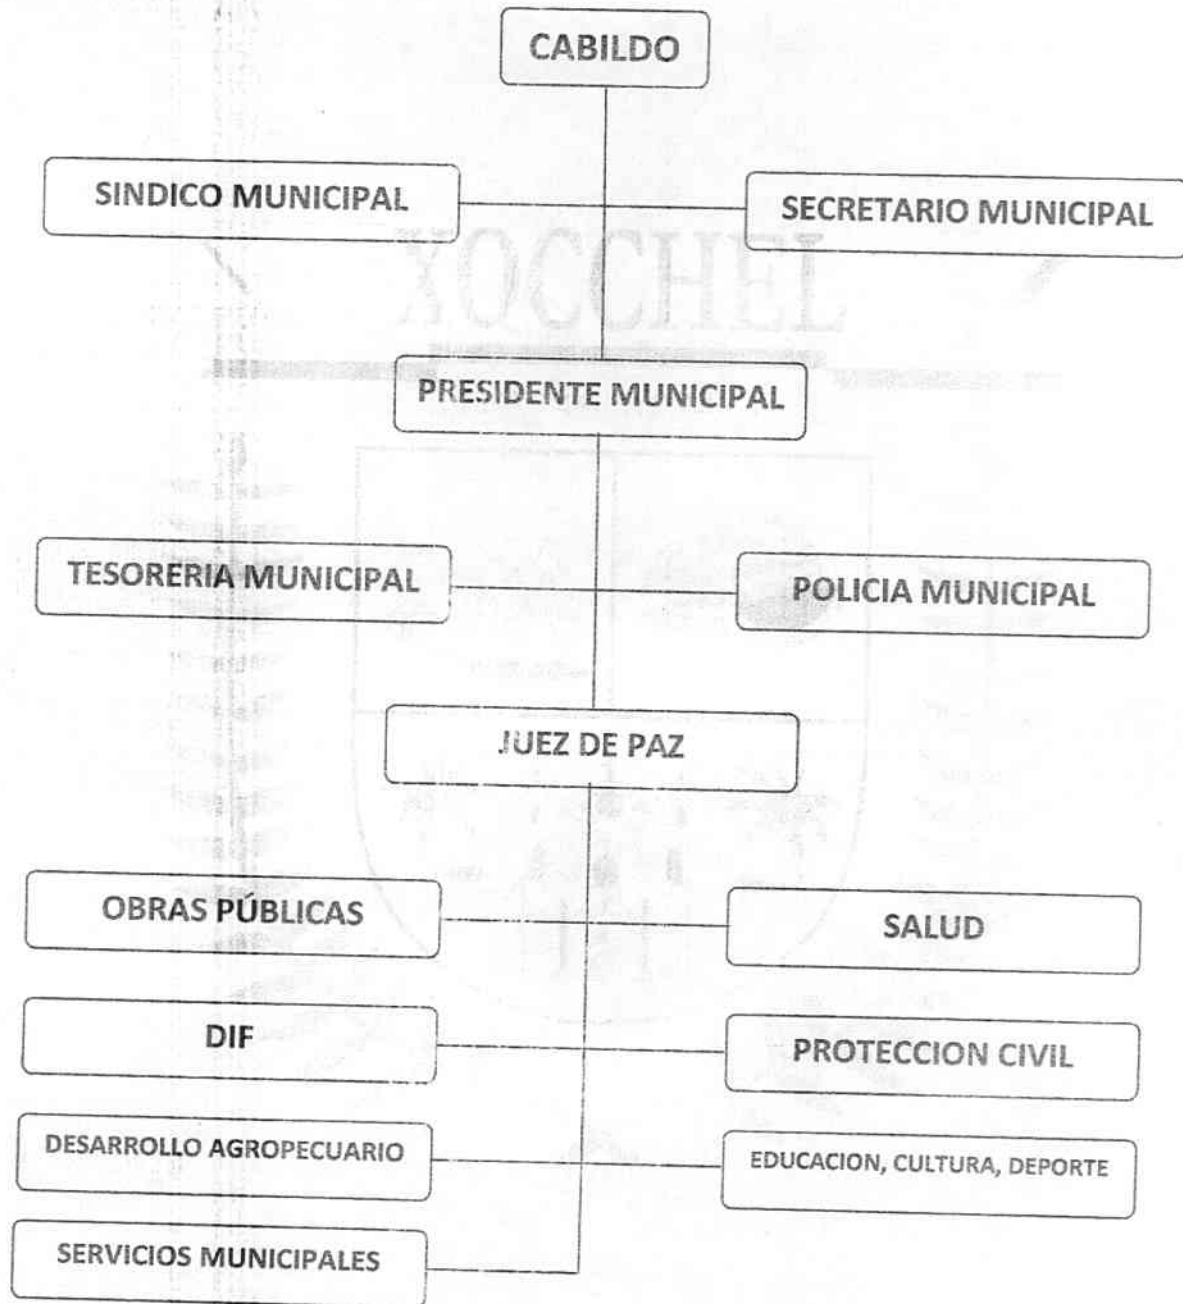 CABILDO
SINDICO MUNICIPAL
SECRETARIO MUNICIPAL
XOCCHEL
PRESIDENTE MUNICIPAL
TESORERIA MUNICIPAL
POLICIA MUNICIPAL
JUEZ DE PAZ
OBRAS PÚBLICAS
SALUD
DIF
PROTECCION CIVIL
DESARROLLO AGROPECUARIO
EDUCACION, CULTURA, DEPORTE
SERVICIOS MUNICIPALES